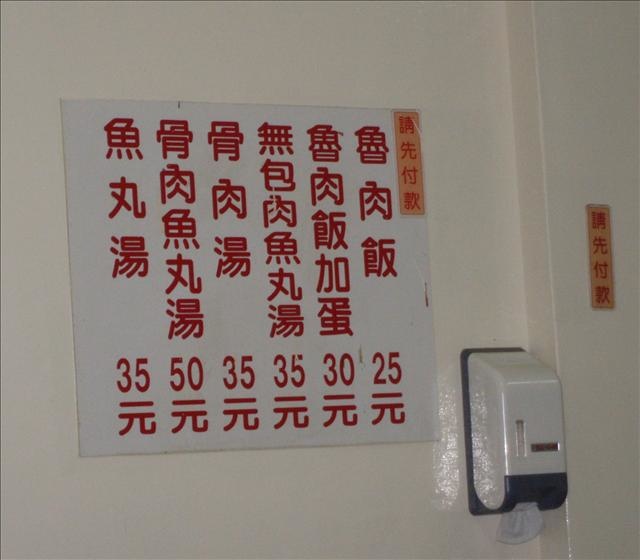 請先付款
魯肉飯 25元
魯肉飯加蛋 30元
無包肉魚丸湯 35元
骨肉湯 35元
骨肉魚丸湯 50元
魚丸湯 35元
請先付款